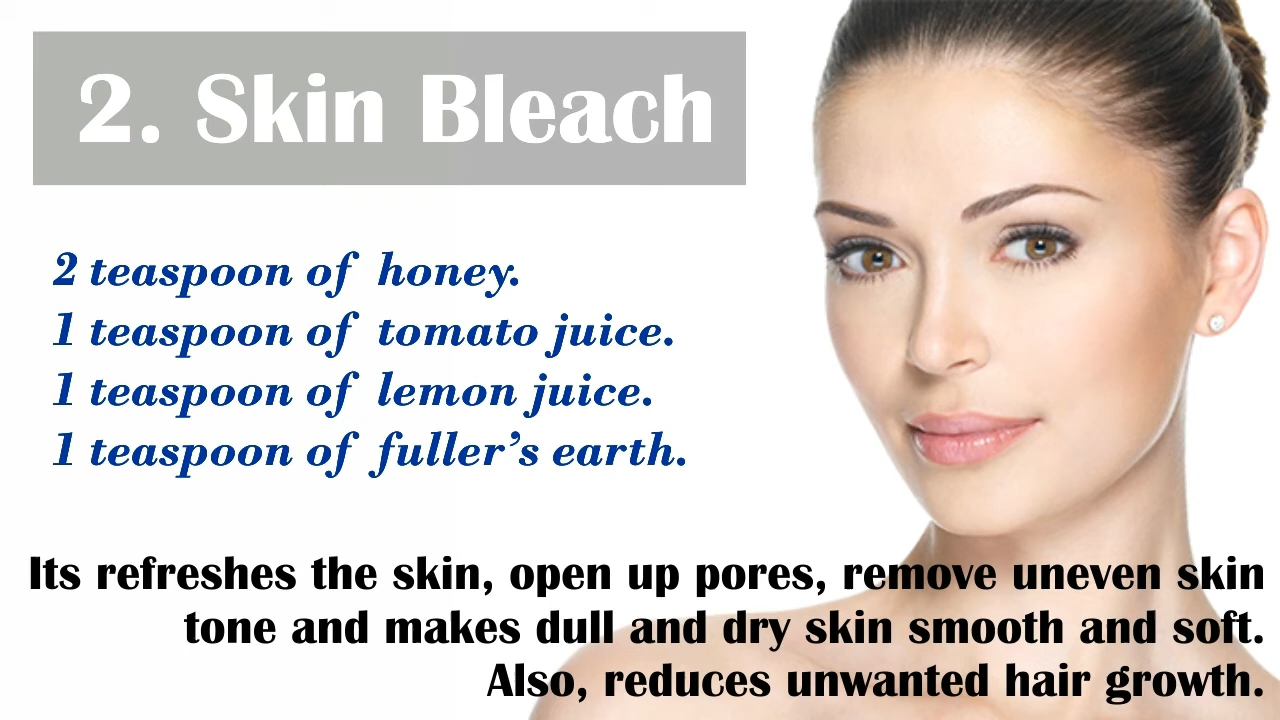 2. Skin Bleach
2 teaspoon of honey.
1 teaspoon of tomato juice.
1 teaspoon of lemon juice.
1 teaspoon of fuller’s earth.
Its refreshes the skin, open up pores, remove uneven skin
tone and makes dull and dry skin smooth and soft.
Also, reduces unwanted hair growth.